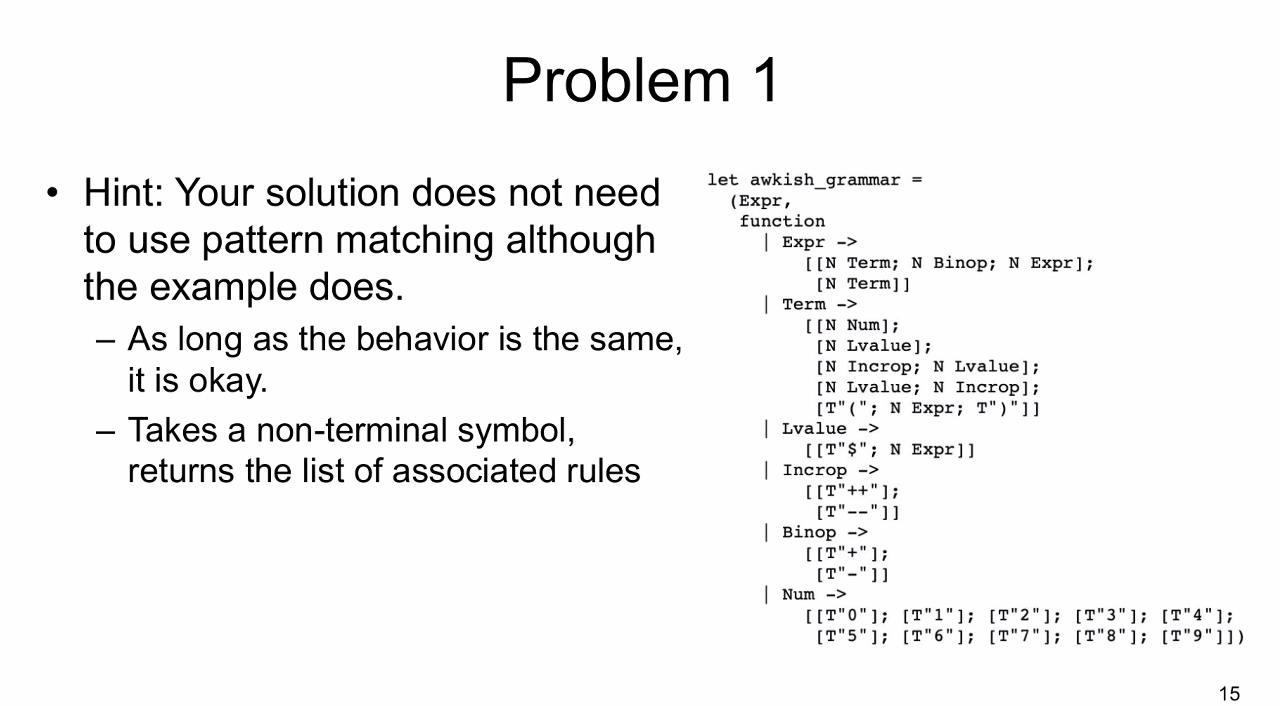 Problem 1
• Hint: Your solution does not need
to use pattern matching although
the example does.
– As long as the behavior is the same,
it is okay.
– Takes a non-terminal symbol,
returns the list of associated rules
let awkish_grammar =
  (Expr,
   function
     | Expr ->
         [[N Term; N Binop; N Expr];
          [N Term]]
     | Term ->
         [[N Num];
          [N Lvalue];
          [N Incrop; N Lvalue];
          [N Lvalue; N Incrop];
          [T"("; N Expr; T")"]]
     | Lvalue ->
         [[T"$"; N Expr]]
     | Incrop ->
         [[T"++"];
          [T"--"]]
     | Binop ->
         [[T"+"];
          [T"-"]]
     | Num ->
         [[T"0"]; [T"1"]; [T"2"]; [T"3"]; [T"4"];
          [T"5"]; [T"6"]; [T"7"]; [T"8"]; [T"9"]])
15